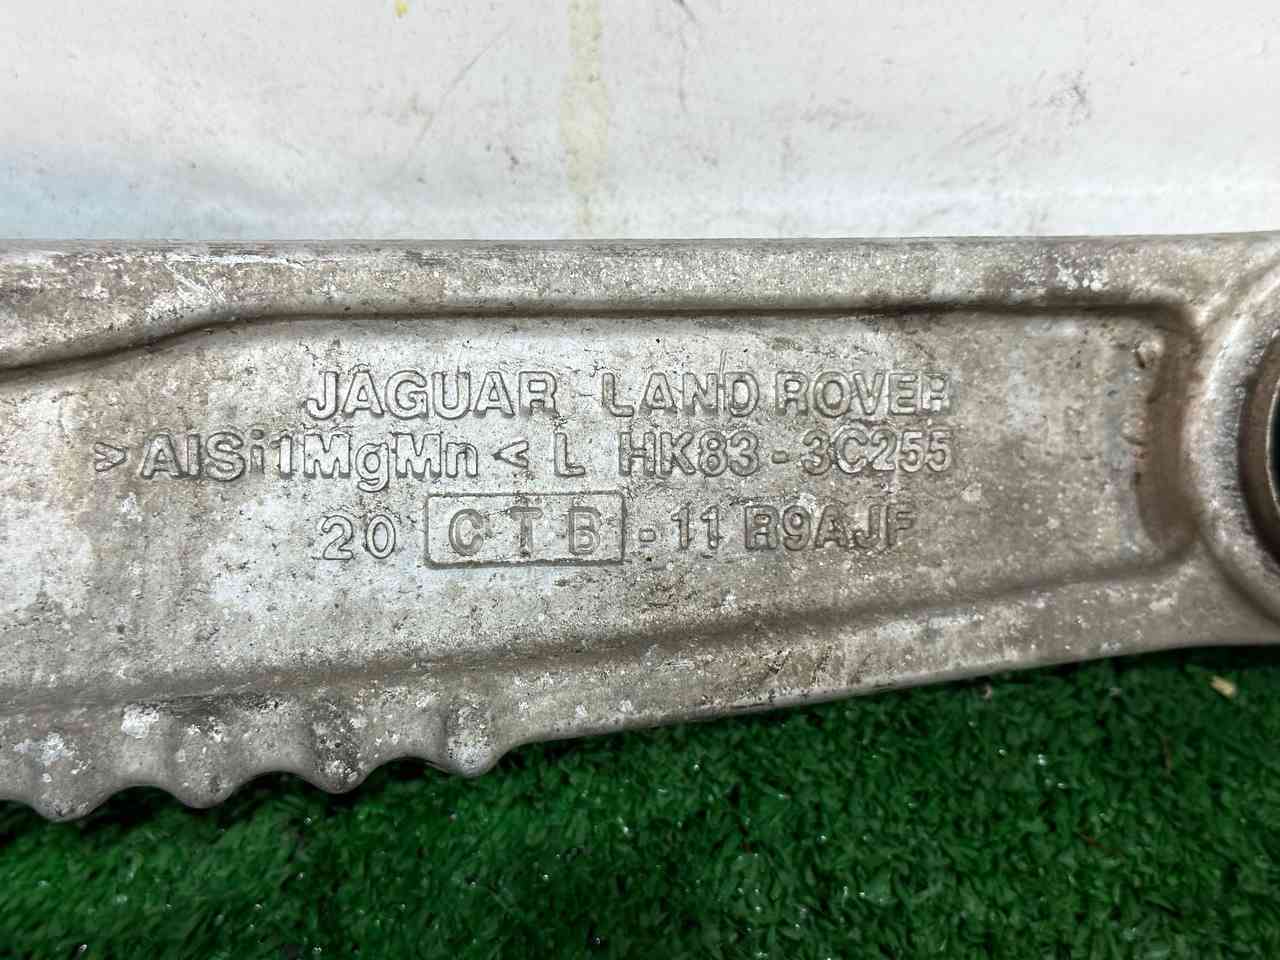 JAGUAR LAND ROVER
>AlSi1MgMn< L HK83-3C255
20 CTB-11 R9AJF